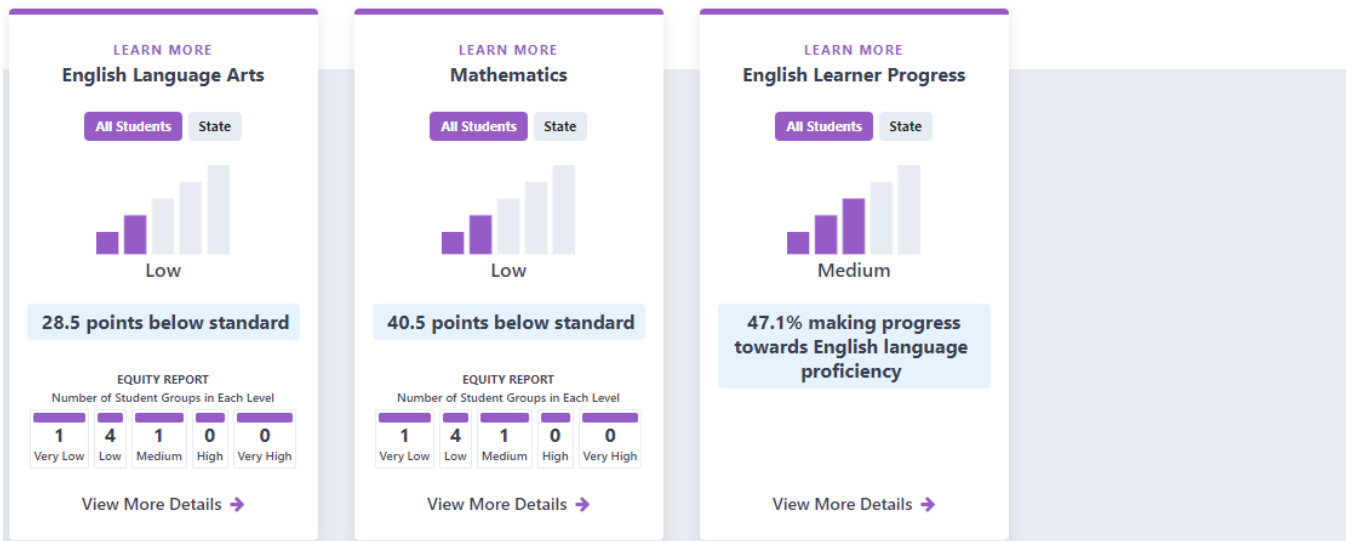 LEARN MORE
English Language Arts
All Students State
Low
28.5 points below standard
EQUITY REPORT
Number of Student Groups in Each Level
1 4 1 0 0
Very Low Low Medium High Very High
View More Details
LEARN MORE
Mathematics
All Students State
Low
40.5 points below standard
EQUITY REPORT
Number of Student Groups in Each Level
1 4 1 0 0
Very Low Low Medium High Very High
View More Details
LEARN MORE
English Learner Progress
All Students State
Medium
47.1% making progress
towards English language
proficiency
View More Details